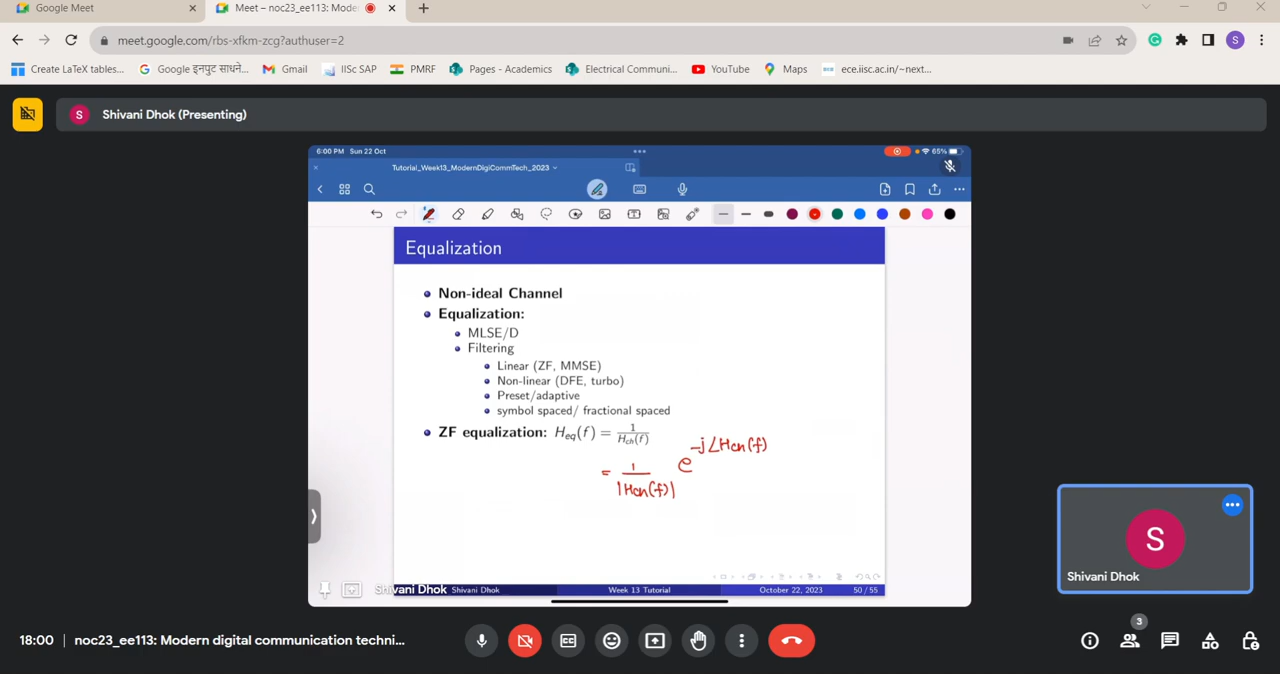 Google Meet
Meet – noc23_ee113: Mode
meet.google.com/rbs-xfkm-zcg?authuser=2
S
Create LaTeX tables...
Google इनपुट साधने...
Gmail
IISc SAP
PMRF
Pages - Academics
Electrical Communi...
YouTube
Maps
ece.iisc.ac.in/~next...
S
Shivani Dhok (Presenting)
6:00 PM Sun 22 Oct
65%
Tutorial_Week13_ModernDigiCommTech_2023
Equalization
Non-ideal Channel
Equalization:
MLSE/D
Filtering
Linear (ZF, MMSE)
Non-linear (DFE, turbo)
Preset/adaptive
symbol spaced/ fractional spaced
ZF equalization: H_eq(f) = 1/H_ch(f)
= 1/|Hcn(f)| e^{-j∠Hcn(f)}
Shivani Dhok
Shivani Dhok
Week 13 Tutorial
October 22, 2023
50 / 55
S
Shivani Dhok
18:00 | noc23_ee113: Modern digital communication techni...
3